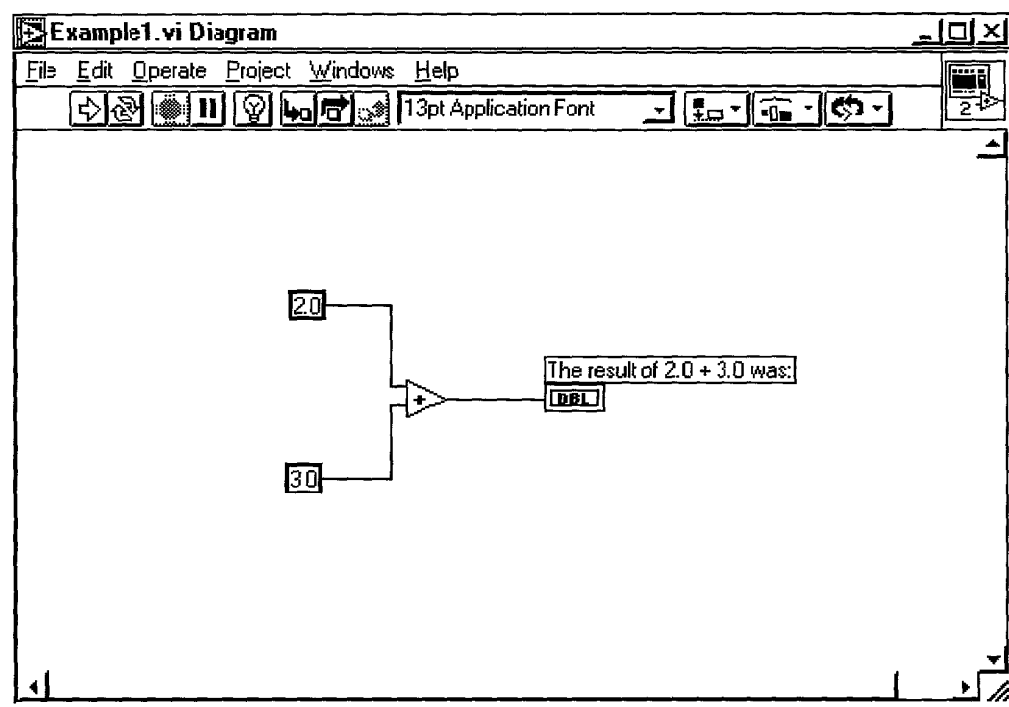 Example1.vi Diagram
File Edit Operate Project Windows Help
13pt Application Font
2
2.0
The result of 2.0 + 3.0 was:
+
DBL
3.0